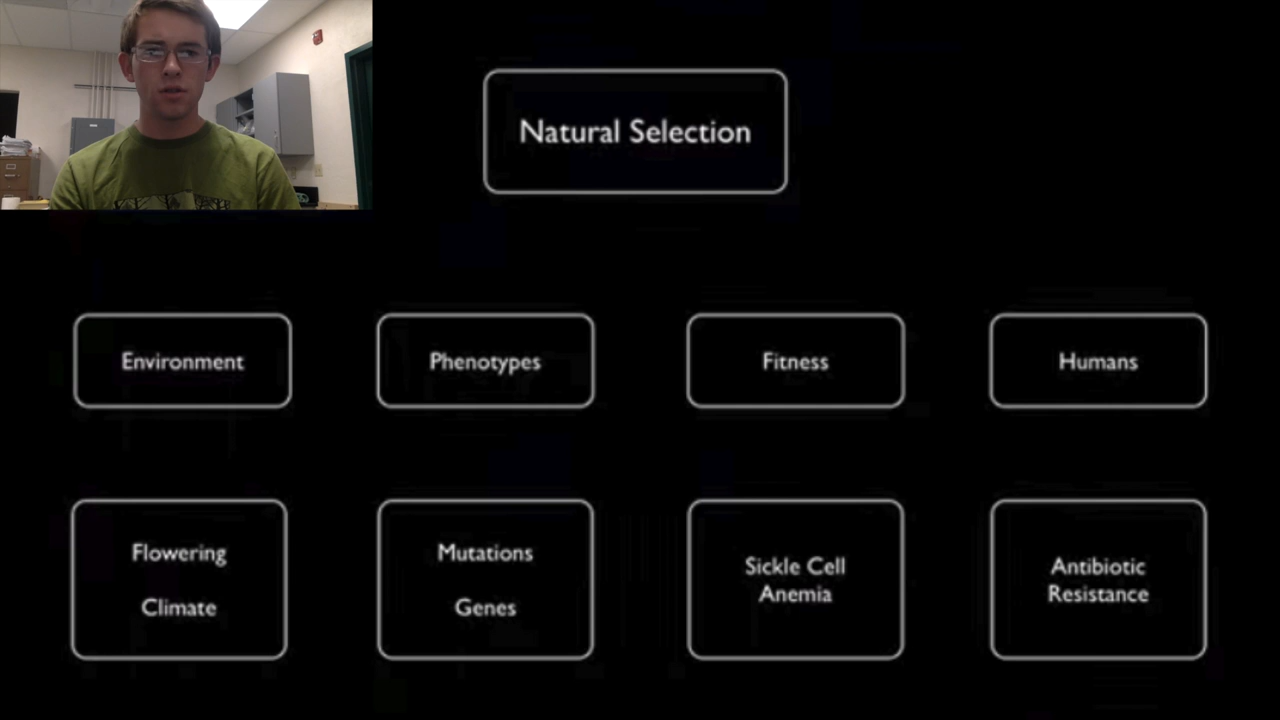 Natural Selection
Environment
Phenotypes
Fitness
Humans
Flowering
Climate
Mutations
Genes
Sickle Cell
Anemia
Antibiotic
Resistance